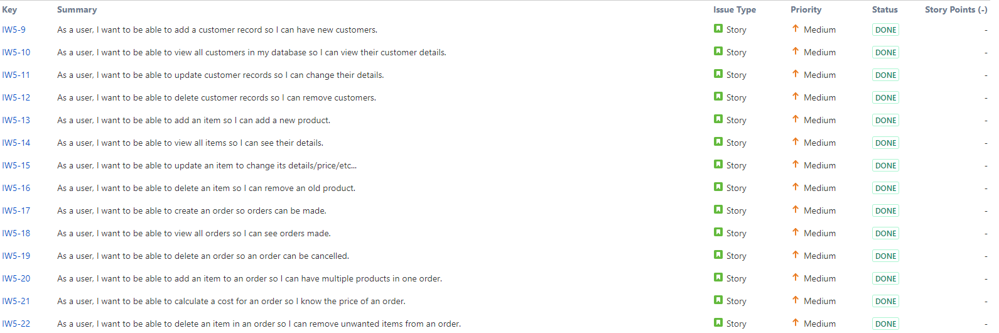 Key Summary Issue Type Priority Status Story Points (-)
IW5-9 As a user, I want to be able to add a customer record so I can have new customers. Story Medium DONE -
IW5-10 As a user, I want to be able to view all customers in my database so I can view their customer details. Story Medium DONE -
IW5-11 As a user, I want to be able to update customer records so I can change their details. Story Medium DONE -
IW5-12 As a user, I want to be able to delete customer records so I can remove customers. Story Medium DONE -
IW5-13 As a user, I want to be able to add an item so I can add a new product. Story Medium DONE -
IW5-14 As a user, I want to be able to view all items so I can see their details. Story Medium DONE -
IW5-15 As a user, I want to be able to update an item to change its details/price/etc... Story Medium DONE -
IW5-16 As a user, I want to be able to delete an item so I can remove an old product. Story Medium DONE -
IW5-17 As a user, I want to be able to create an order so orders can be made. Story Medium DONE -
IW5-18 As a user, I want to be able to view all orders so I can see orders made. Story Medium DONE -
IW5-19 As a user, I want to be able to delete an order so an order can be cancelled. Story Medium DONE -
IW5-20 As a user, I want to be able to add an item to an order so I can have multiple products in one order. Story Medium DONE -
IW5-21 As a user, I want to be able to calculate a cost for an order so I know the price of an order. Story Medium DONE -
IW5-22 As a user, I want to be able to delete an item in an order so I can remove unwanted items from an order. Story Medium DONE -